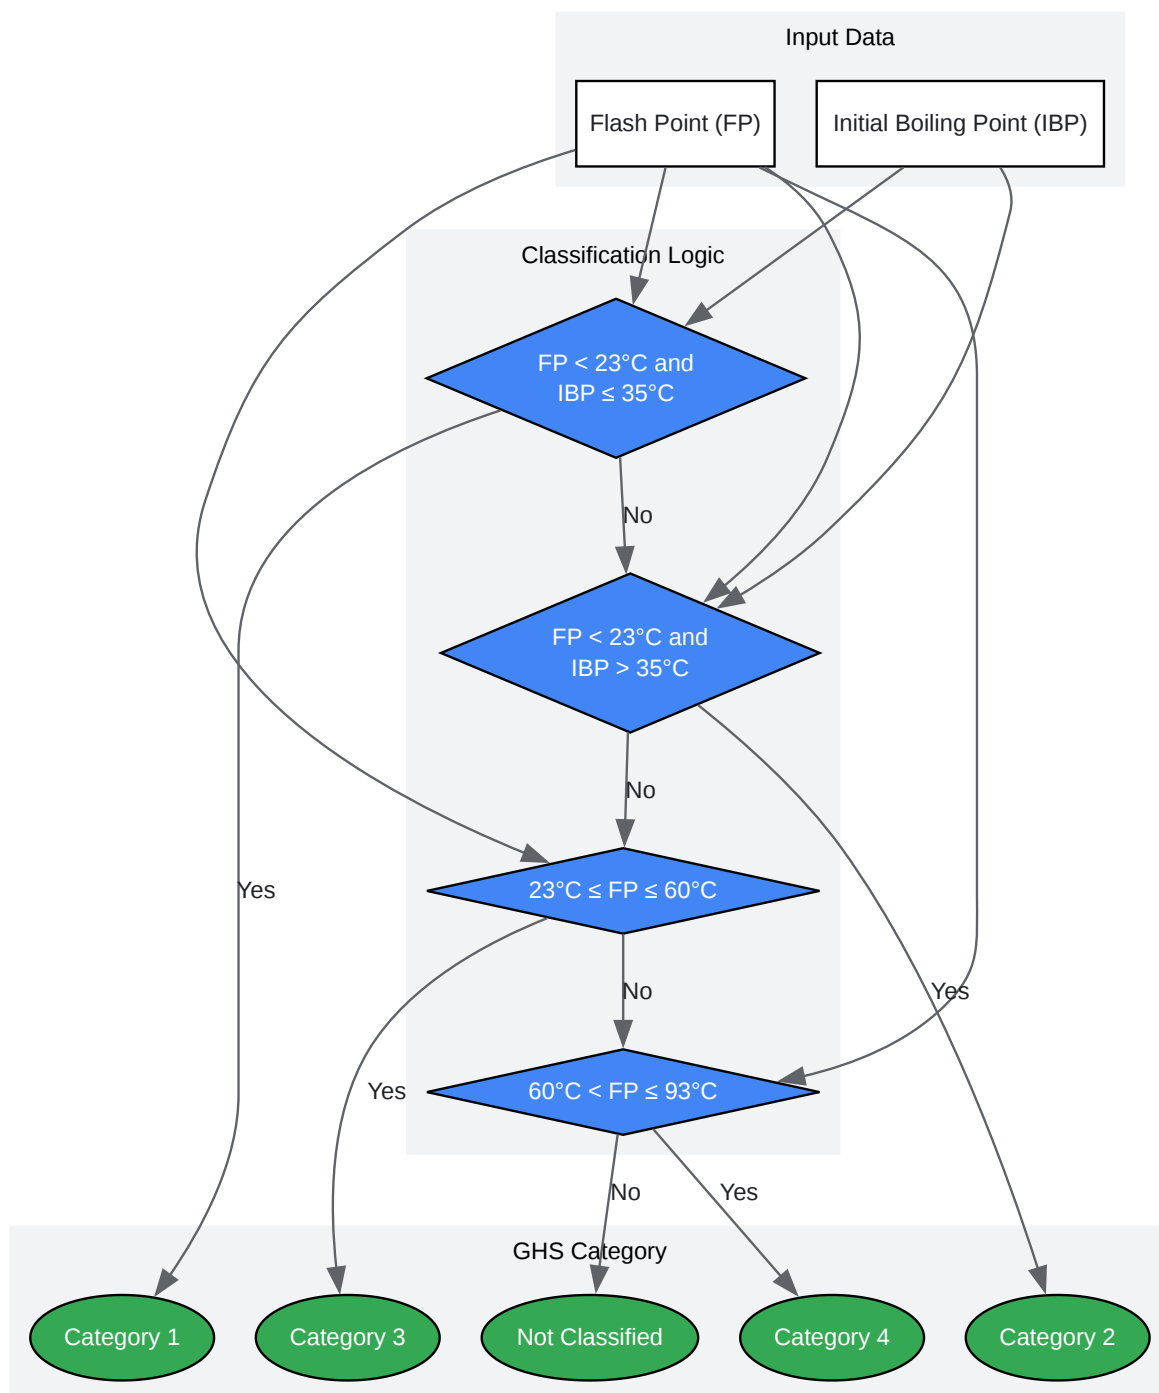 Input Data
Flash Point (FP)
Initial Boiling Point (IBP)
Classification Logic
FP < 23°C and
IBP ≤ 35°C
No
FP < 23°C and
IBP > 35°C
No
Yes
23°C ≤ FP ≤ 60°C
No
Yes
Yes
60°C < FP ≤ 93°C
No
Yes
GHS Category
Category 1
Category 3
Not Classified
Category 4
Category 2